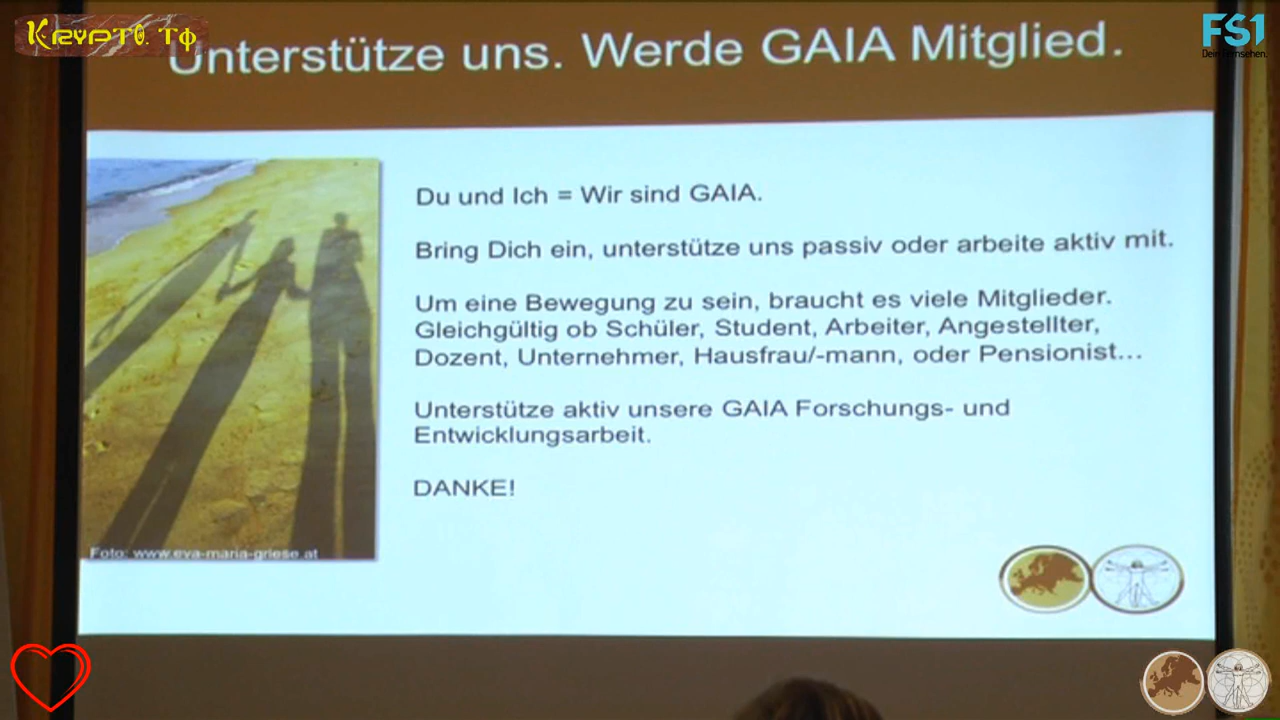 Krypto.TV
FS1
Dein Fernsehen.
Unterstütze uns. Werde GAIA Mitglied.
Du und Ich = Wir sind GAIA.
Bring Dich ein, unterstütze uns passiv oder arbeite aktiv mit.
Um eine Bewegung zu sein, braucht es viele Mitglieder.
Gleichgültig ob Schüler, Student, Arbeiter, Angestellter,
Dozent, Unternehmer, Hausfrau/-mann, oder Pensionist...
Unterstütze aktiv unsere GAIA Forschungs- und
Entwicklungsarbeit.
DANKE!
Foto: www.eva-maria-griese.at